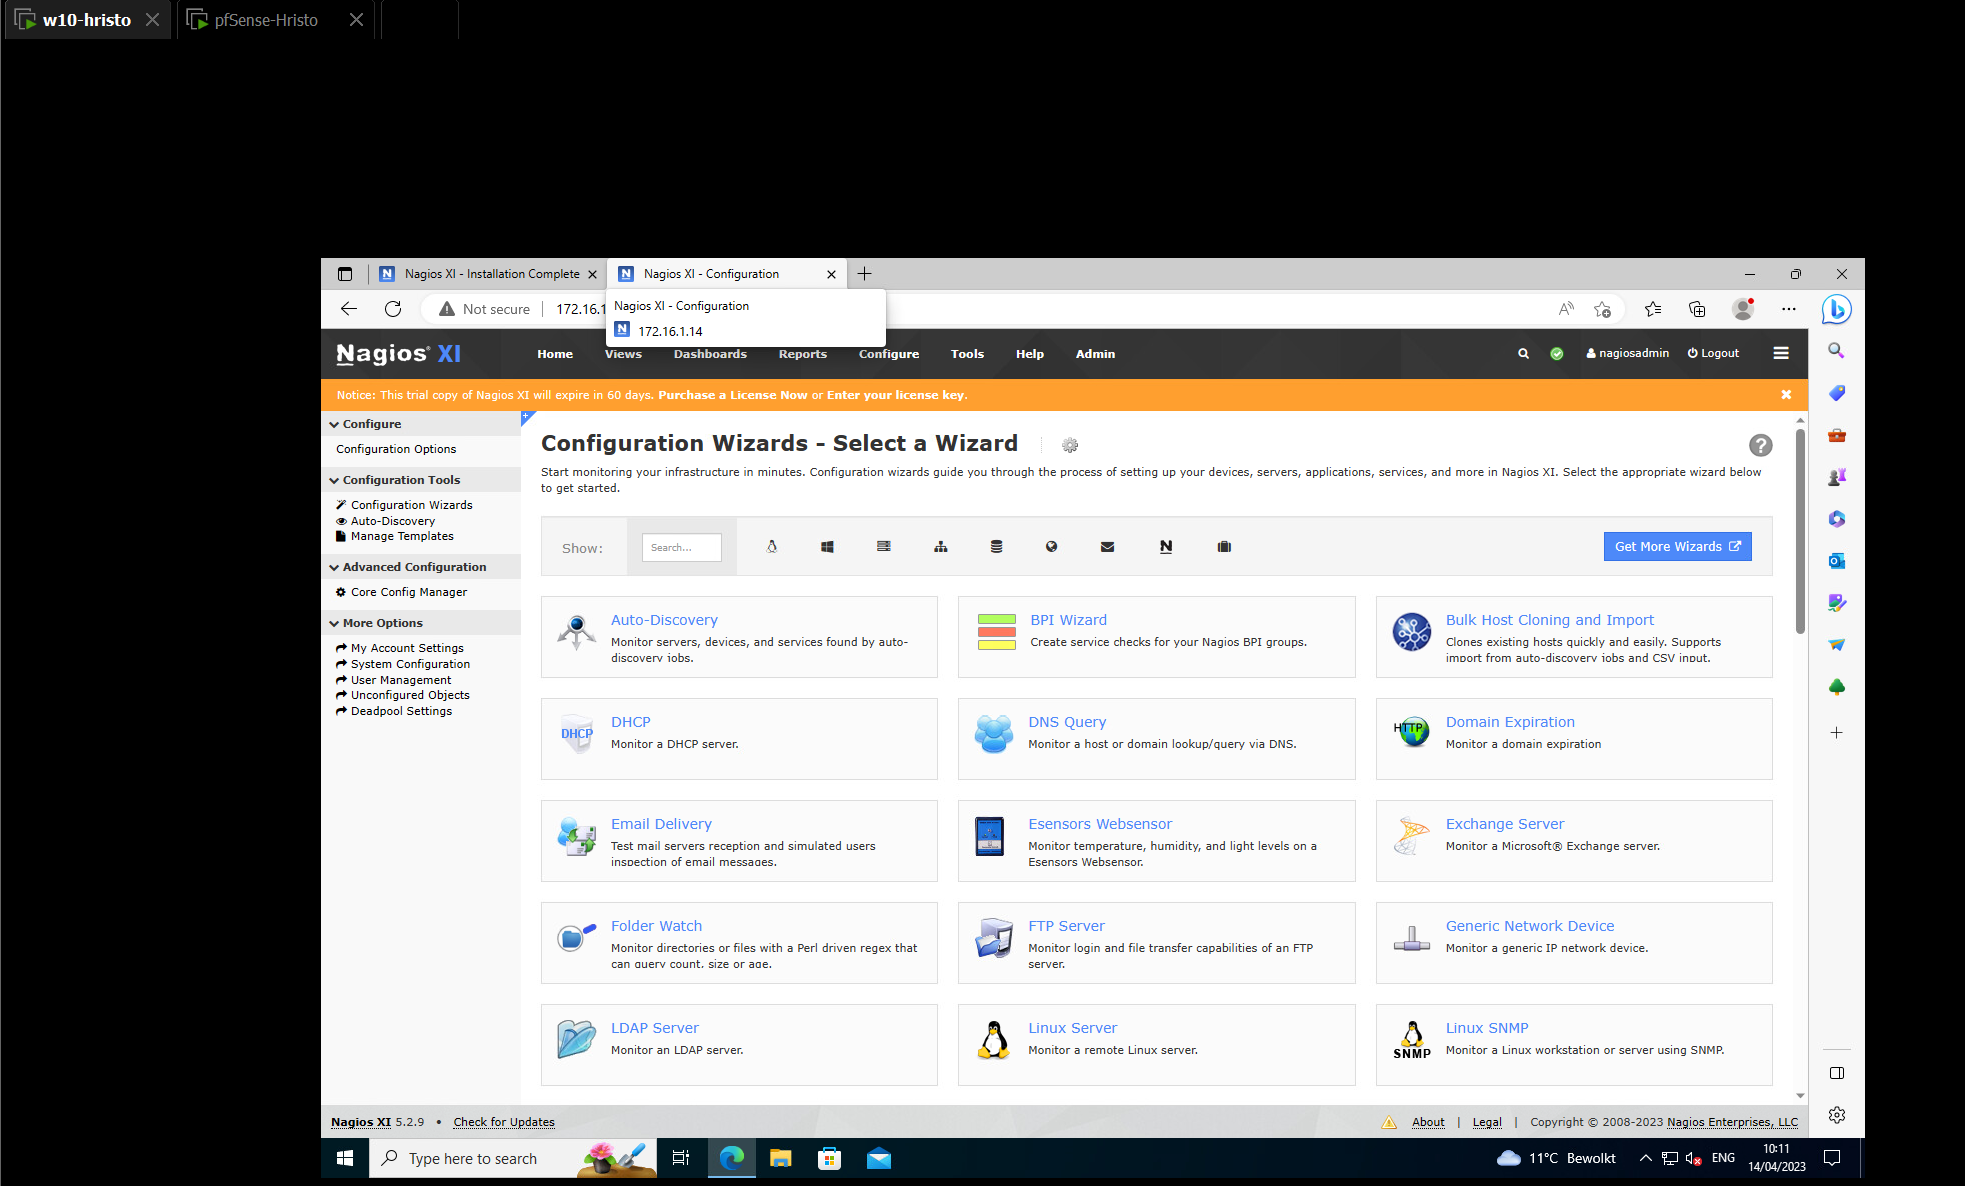 w10-hristo
pfSense-Hristo
Nagios XI - Installation Complete
Nagios XI - Configuration
Not secure
172.16.1
Nagios XI - Configuration
172.16.1.14
Nagios® XI
Home
Views
Dashboards
Reports
Configure
Tools
Help
Admin
nagiosadmin
Logout
Notice: This trial copy of Nagios XI will expire in 60 days. Purchase a License Now or Enter your license key.
Configure
Configuration Options
Configuration Tools
Configuration Wizards
Auto-Discovery
Manage Templates
Advanced Configuration
Core Config Manager
More Options
My Account Settings
System Configuration
User Management
Unconfigured Objects
Deadpool Settings
Configuration Wizards - Select a Wizard
Start monitoring your infrastructure in minutes. Configuration wizards guide you through the process of setting up your devices, servers, applications, services, and more in Nagios XI. Select the appropriate wizard below
to get started.
Show:
Search...
Get More Wizards
Auto-Discovery
Monitor servers, devices, and services found by auto-
discovery jobs.
BPI Wizard
Create service checks for your Nagios BPI groups.
Bulk Host Cloning and Import
Clones existing hosts quickly and easily. Supports
import from auto-discovery jobs and CSV input.
DHCP
DHCP
Monitor a DHCP server.
DNS Query
Monitor a host or domain lookup/query via DNS.
HTTP
Domain Expiration
Monitor a domain expiration
Email Delivery
Test mail servers reception and simulated users
inspection of email messages.
Esensors Websensor
Monitor temperature, humidity, and light levels on a
Esensors Websensor.
Exchange Server
Monitor a Microsoft® Exchange server.
Folder Watch
Monitor directories or files with a Perl driven regex that
can query count, size or age.
FTP Server
Monitor login and file transfer capabilities of an FTP
server.
Generic Network Device
Monitor a generic IP network device.
LDAP Server
Monitor an LDAP server.
Linux Server
Monitor a remote Linux server.
SNMP
Linux SNMP
Monitor a Linux workstation or server using SNMP.
Nagios XI 5.2.9 • Check for Updates
About | Legal | Copyright © 2008-2023 Nagios Enterprises, LLC
Type here to search
11°C Bewolkt
ENG
10:11
14/04/2023